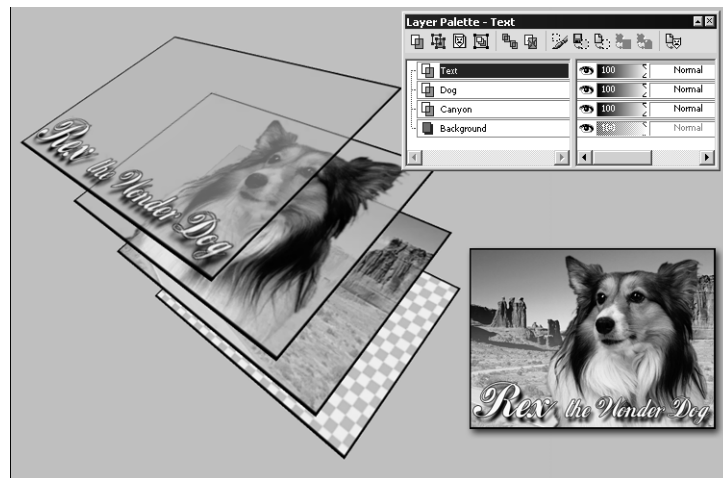 Layer Palette - Text
Text 100 Normal
Dog 100 Normal
Canyon 100 Normal
Background Normal
Rex the Wonder Dog
Rex the Wonder Dog